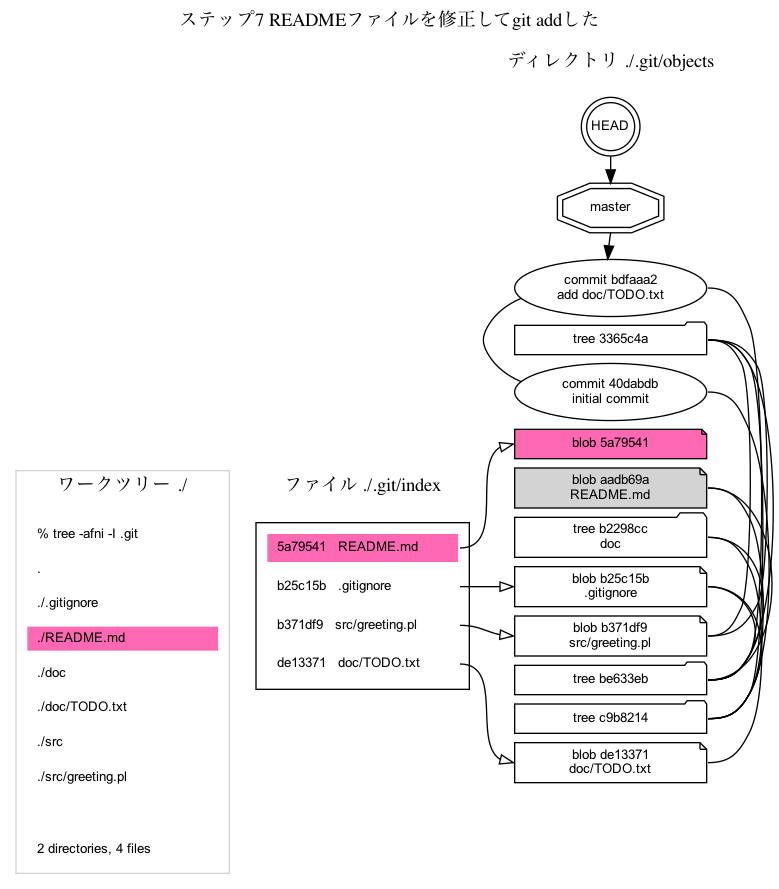 ステップ7 READMEファイルを修正してgit addした
ディレクトリ ./.git/objects
HEAD
master
commit bdfaaa2
add doc/TODO.txt
tree 3365c4a
commit 40dabdb
initial commit
blob 5a79541
blob aadb69a
README.md
tree b2298cc
doc
blob b25c15b
.gitignore
blob b371df9
src/greeting.pl
tree be633eb
tree c9b8214
blob de13371
doc/TODO.txt
ファイル ./.git/index
5a79541 README.md
b25c15b .gitignore
b371df9 src/greeting.pl
de13371 doc/TODO.txt
ワークツリー ./
% tree -afni -I .git
.
./.gitignore
./README.md
./doc
./doc/TODO.txt
./src
./src/greeting.pl
2 directories, 4 files